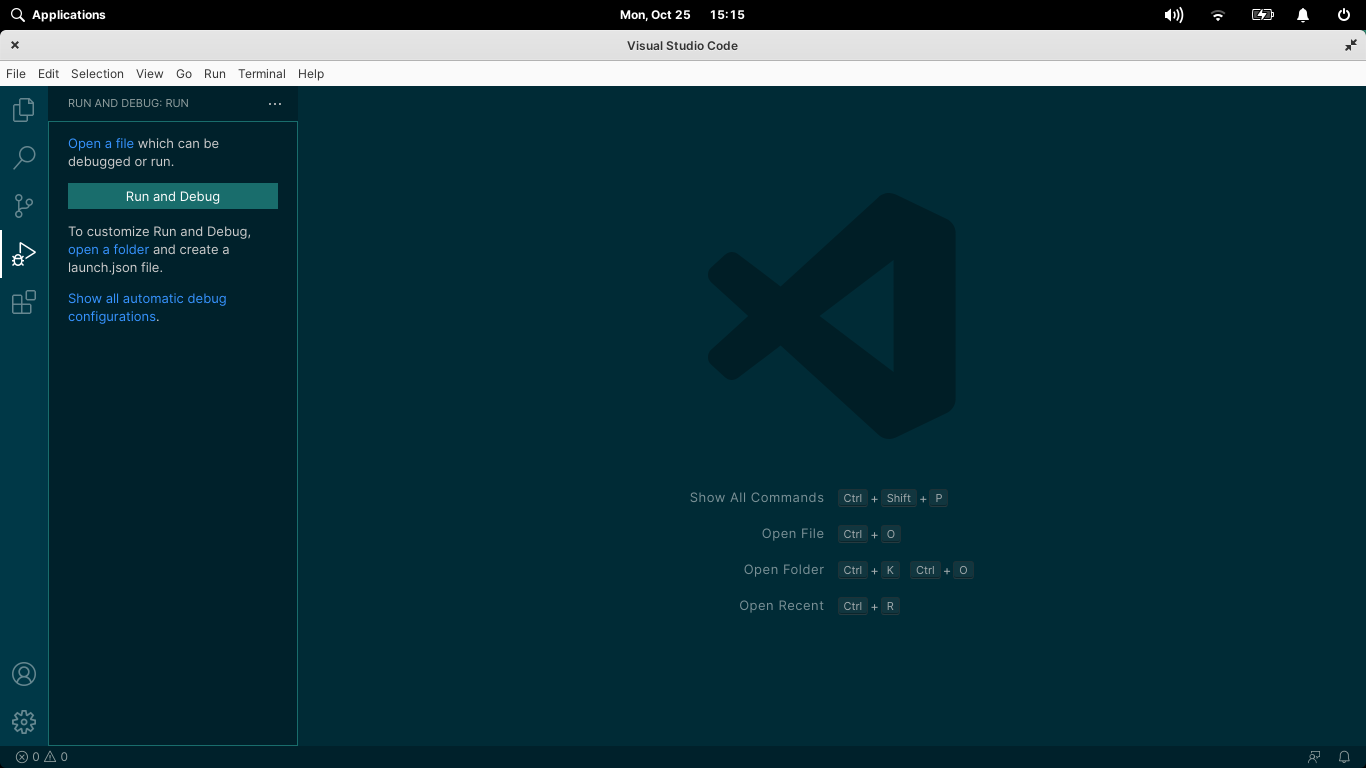 Applications
Mon, Oct 25 15:15
Visual Studio Code
File Edit Selection View Go Run Terminal Help
RUN AND DEBUG: RUN
Open a file which can be
debugged or run.
Run and Debug
To customize Run and Debug,
open a folder and create a
launch.json file.
Show all automatic debug
configurations.
Show All Commands Ctrl + Shift + P
Open File Ctrl + O
Open Folder Ctrl + K Ctrl + O
Open Recent Ctrl + R
0 0